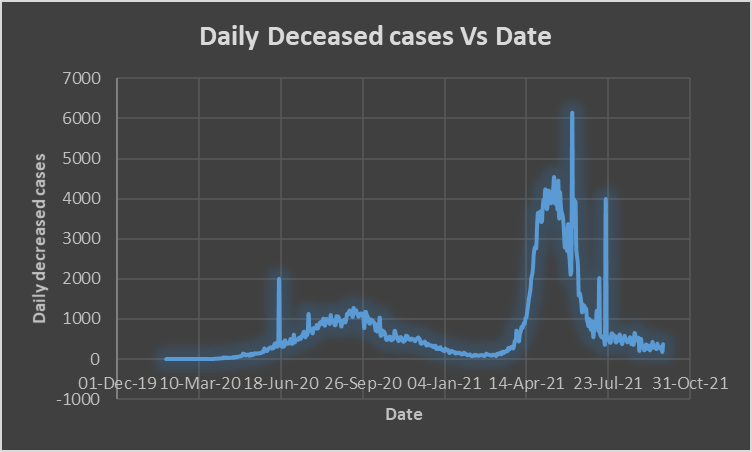 Daily Deceased cases Vs Date
7000
6000
5000
4000
3000
2000
1000
0
-1000
Daily decreased cases
01-Dec-19 10-Mar-20 18-Jun-20 26-Sep-20 04-Jan-21 14-Apr-21 23-Jul-21 31-Oct-21
Date